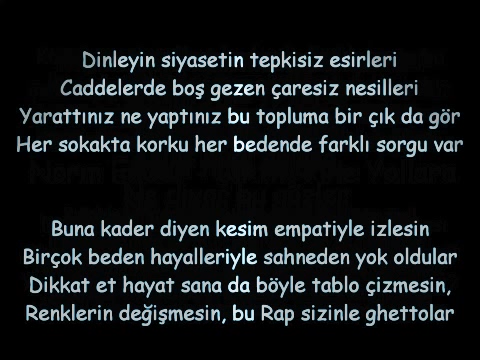 Dinleyin siyasetin tepkisiz esirleri
Caddelerde boş gezen çaresiz nesilleri
Yarattınız ne yaptınız bu topluma bir çık da gör
Her sokakta korku her bedende farklı sorgu var
Buna kader diyen kesim empatiyle izlesin
Birçok beden hayalleriyle sahneden yok oldular
Dikkat et hayat sana da böyle tablo çizmesin,
Renklerin değişmesin, bu Rap sizinle ghettolar